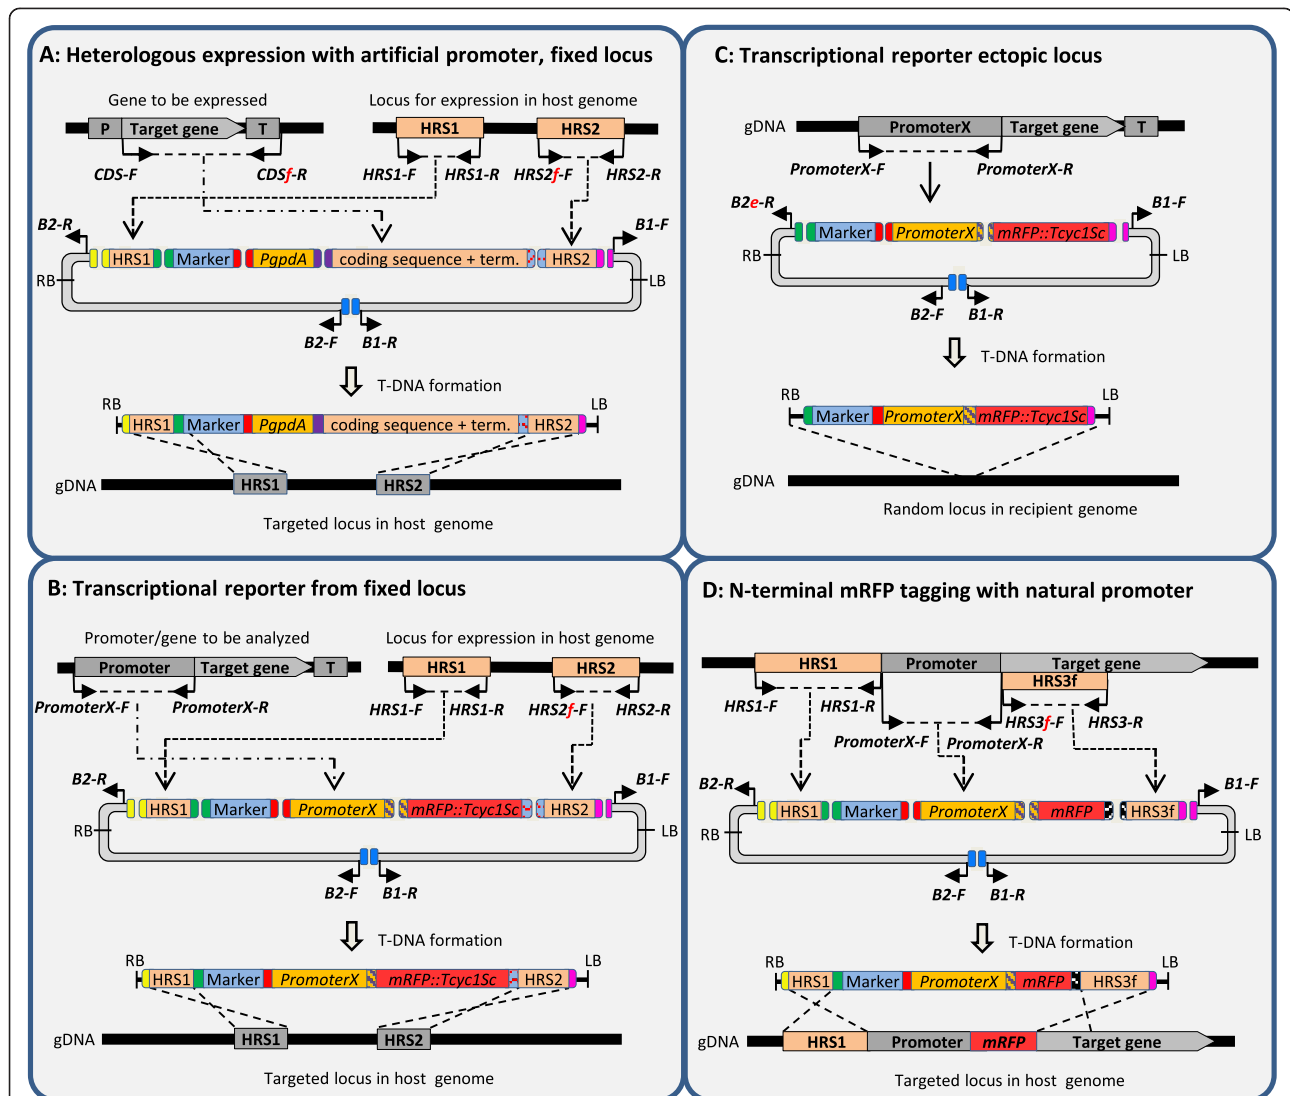 A: Heterologous expression with artificial promoter, fixed locus
Gene to be expressed
Locus for expression in host genome
P Target gene T
HRS1 HRS2
CDS-F CDSf-R HRS1-F HRS1-R HRS2f-F HRS2-R
B2-R B1-F
HRS1 Marker PgpdA coding sequence + term. HRS2
RB LB
B2-F B1-R
T-DNA formation
RB LB
HRS1 Marker PgpdA coding sequence + term. HRS2
gDNA HRS1 HRS2
Targeted locus in host genome
C: Transcriptional reporter ectopic locus
gDNA PromoterX Target gene T
PromoterX-F PromoterX-R
B2e-R B1-F
Marker PromoterX mRFP::Tcyc1Sc
RB LB
B2-F B1-R
T-DNA formation
RB LB
Marker PromoterX mRFP::Tcyc1Sc
gDNA
Random locus in recipient genome
B: Transcriptional reporter from fixed locus
Promoter/gene to be analyzed
Locus for expression in host genome
Promoter Target gene T
HRS1 HRS2
PromoterX-F PromoterX-R HRS1-F HRS1-R HRS2f-F HRS2-R
B2-R B1-F
HRS1 Marker PromoterX mRFP::Tcyc1Sc HRS2
RB LB
B2-F B1-R
T-DNA formation
RB LB
HRS1 Marker PromoterX mRFP::Tcyc1Sc HRS2
gDNA HRS1 HRS2
Targeted locus in host genome
D: N-terminal mRFP tagging with natural promoter
HRS1 Promoter Target gene
HRS3f
HRS1-F HRS1-R HRS3f-F HRS3-R
PromoterX-F PromoterX-R
B2-R B1-F
HRS1 Marker PromoterX mRFP HRS3f
RB LB
B2-F B1-R
T-DNA formation
RB LB
HRS1 Marker PromoterX mRFP HRS3f
gDNA HRS1 Promoter mRFP Target gene
Targeted locus in host genome